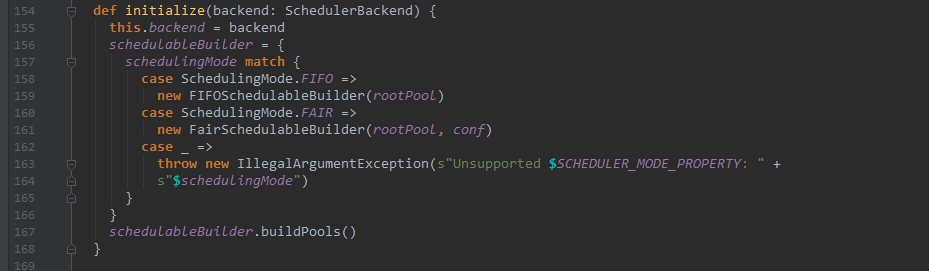 154 def initialize(backend: SchedulerBackend) {
155 this.backend = backend
156 schedulableBuilder = {
157 schedulingMode match {
158 case SchedulingMode.FIFO =>
159 new FIFOSchedulableBuilder(rootPool)
160 case SchedulingMode.FAIR =>
161 new FairSchedulableBuilder(rootPool, conf)
162 case _ =>
163 throw new IllegalArgumentException(s"Unsupported $SCHEDULER_MODE_PROPERTY: " +
164 s"$schedulingMode")
165 }
166 }
167 schedulableBuilder.buildPools()
168 }
169